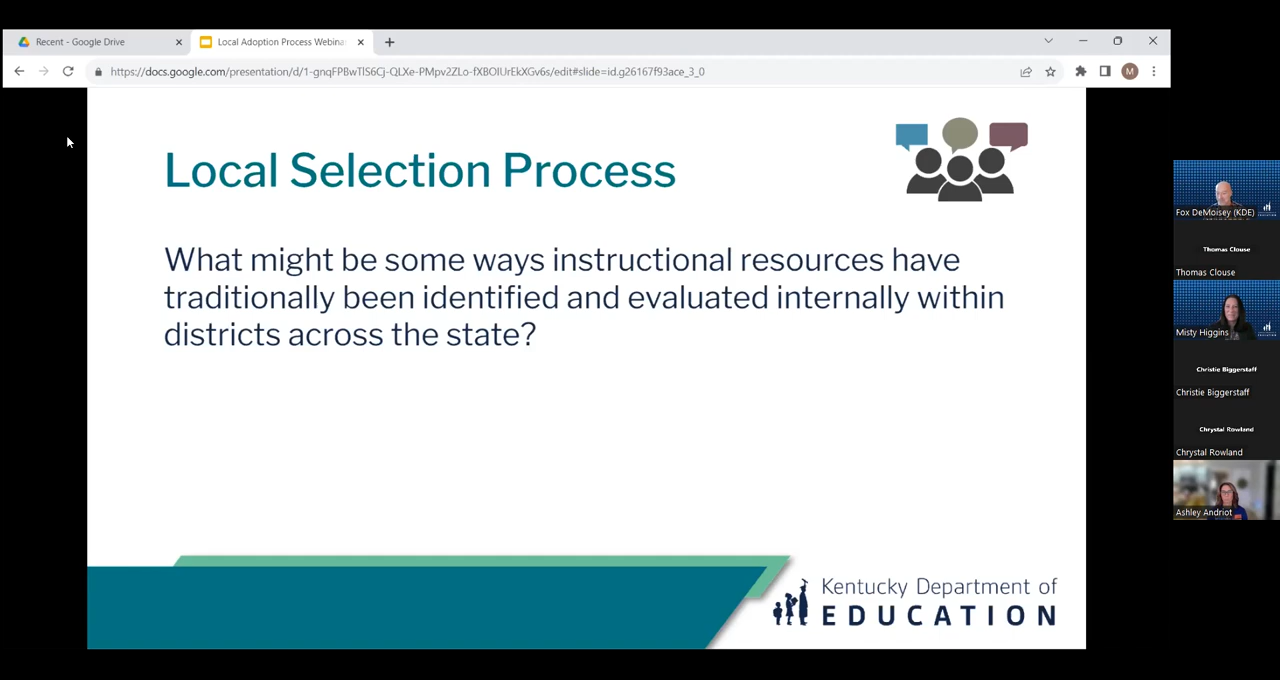 Recent - Google Drive
Local Adoption Process Webina
https://docs.google.com/presentation/d/1-gnqFPBwTlS6Cj-QLXe-PMpv2ZLo-fXBOIUrEkXGv6s/edit#slide=id.g26167f93ace_3_0
M
Local Selection Process
What might be some ways instructional resources have
traditionally been identified and evaluated internally within
districts across the state?
Kentucky Department of
EDUCATION
Fox DeMoisey (KDE)
Thomas Clouse
Thomas Clouse
Misty Higgins
Christie Biggerstaff
Christie Biggerstaff
Chrystal Rowland
Chrystal Rowland
Ashley Andriot